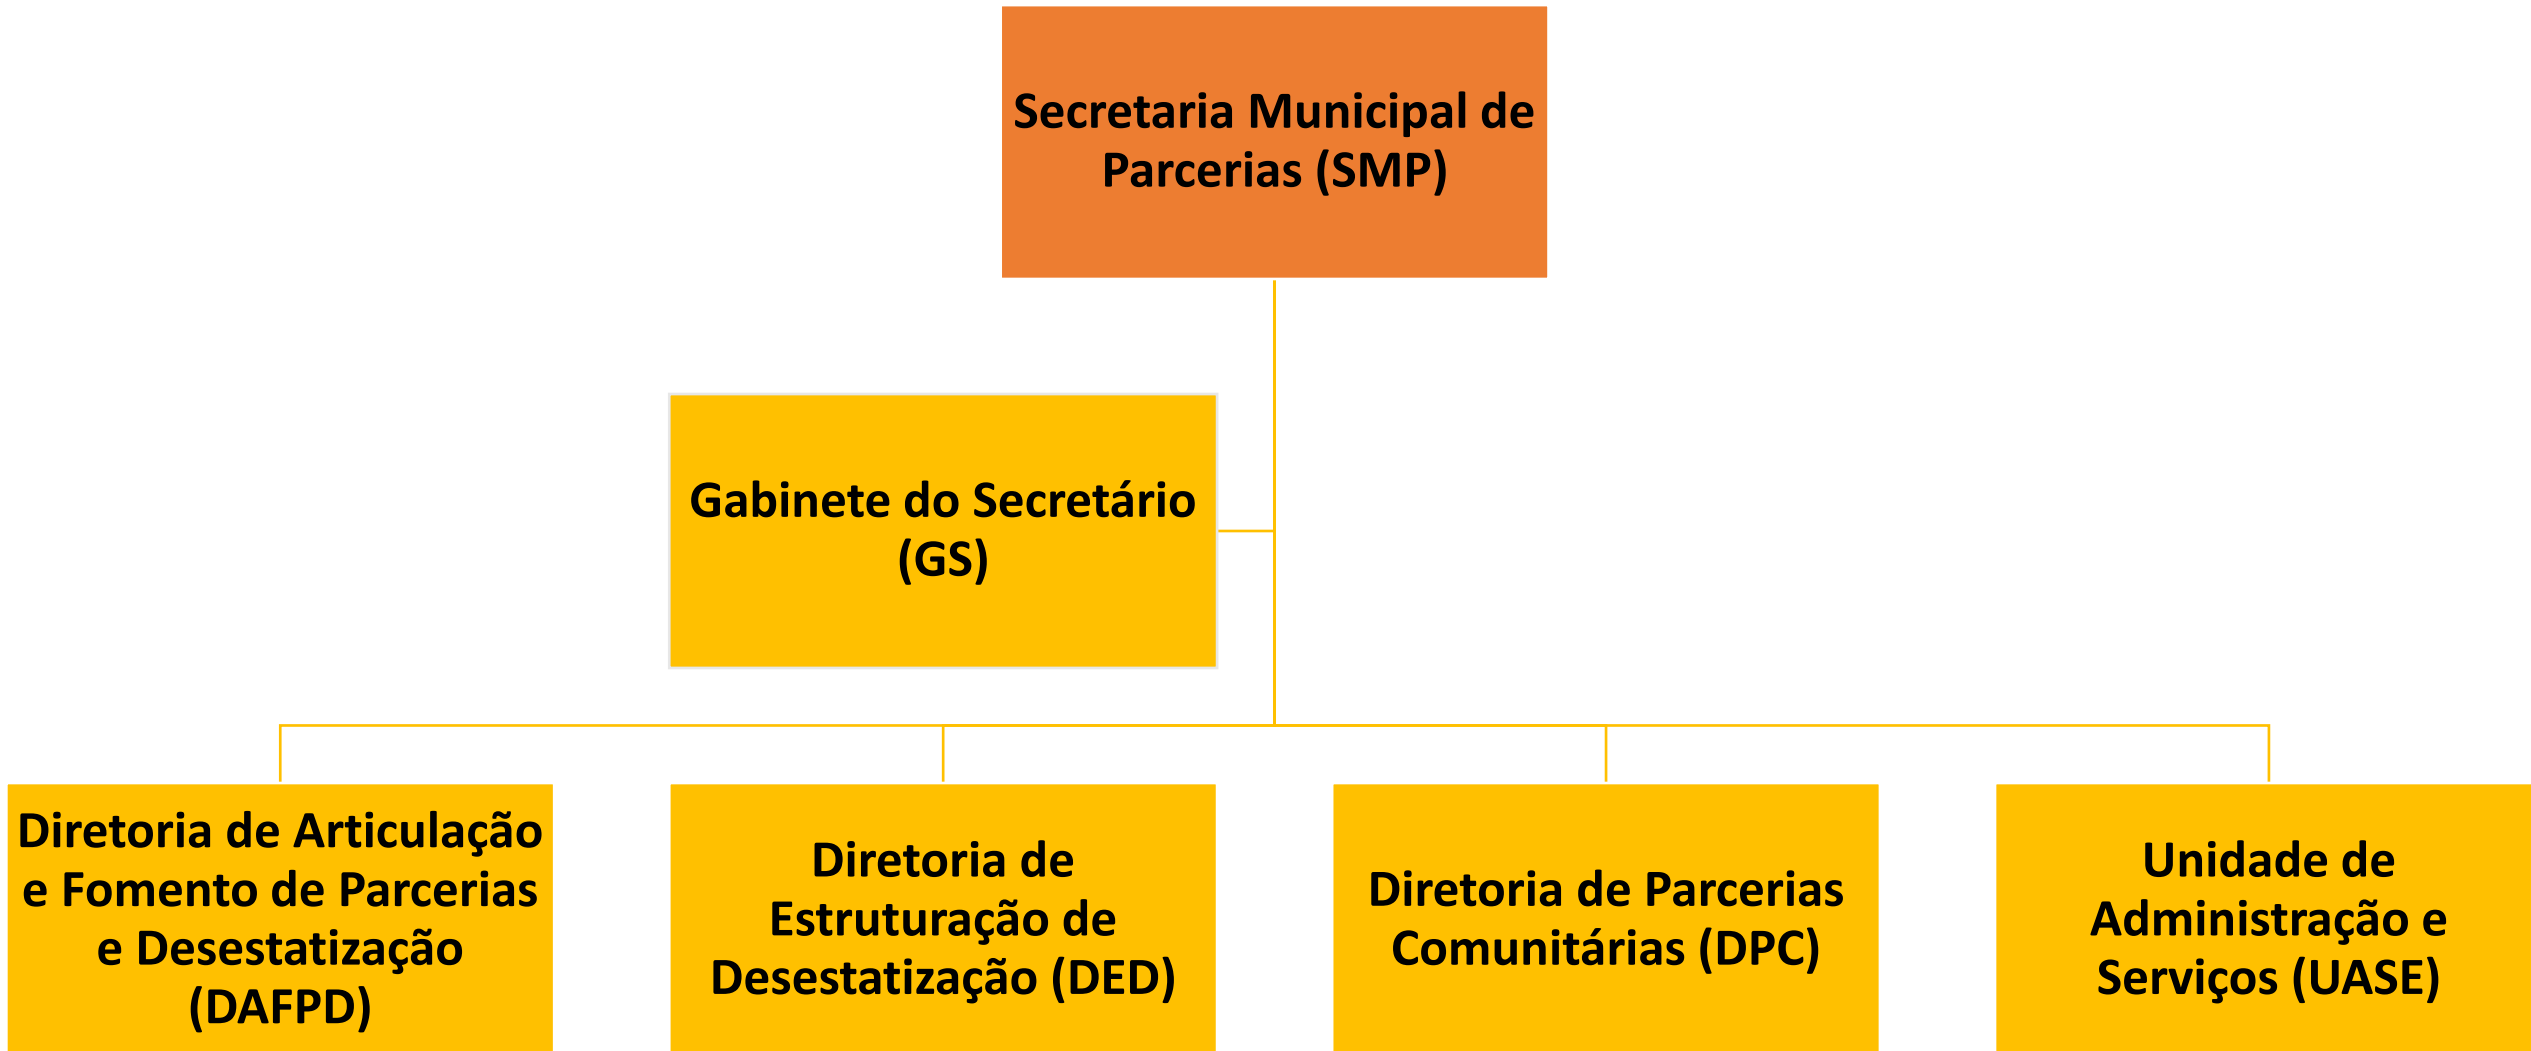 Secretaria Municipal de
Parcerias (SMP)
Gabinete do Secretário
(GS)
Diretoria de Articulação
e Fomento de Parcerias
e Desestatização
(DAFPD)
Diretoria de
Estruturação de
Desestatização (DED)
Diretoria de Parcerias
Comunitárias (DPC)
Unidade de
Administração e
Serviços (UASE)